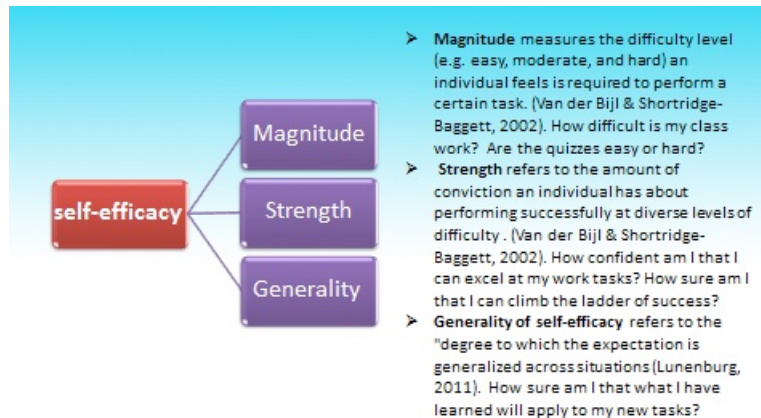 self-efficacy
Magnitude
Strength
Generality
➤ Magnitude measures the difficulty level
(e.g. easy, moderate, and hard) an
individual feels is required to perform a
certain task. (Van der Bijl & Shortridge-
Baggett, 2002). How difficult is my class
work? Are the quizzes easy or hard?
➤ Strength refers to the amount of
conviction an individual has about
performing successfully at diverse levels of
difficulty . (Van der Bijl & Shortridge-
Baggett, 2002). How confident am I that I
can excel at my work tasks? How sure am I
that I can climb the ladder of success?
➤ Generality of self-efficacy refers to the
"degree to which the expectation is
generalized across situations (Lunenburg,
2011). How sure am I that what I have
learned will apply to my new tasks?